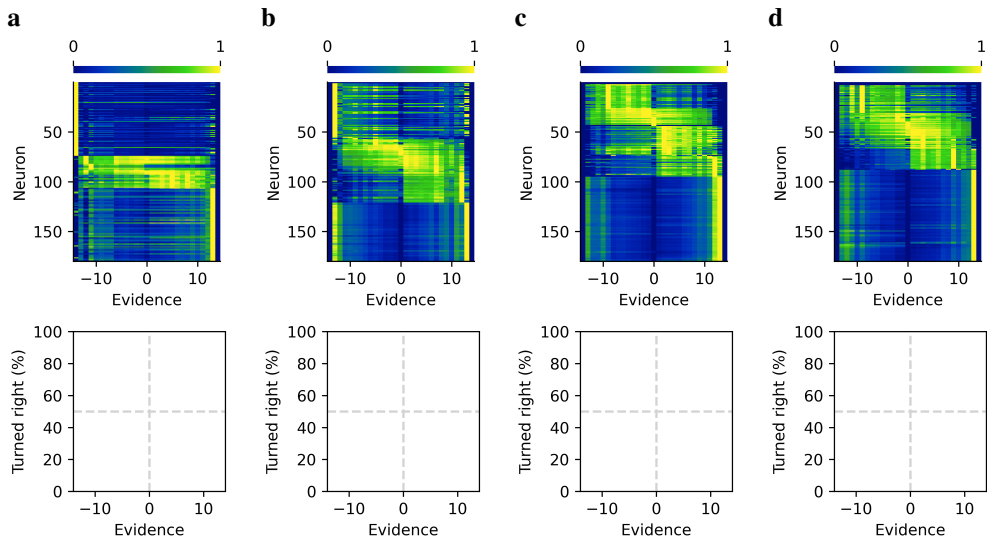 a b c d
0 1 0 1 0 1 0 1
Neuron 50 100 150 Neuron 50 100 150 Neuron 50 100 150 Neuron 50 100 150
−10 0 10 −10 0 10 −10 0 10 −10 0 10
Evidence Evidence Evidence Evidence
Turned right (%) 100 80 60 40 20 0 Turned right (%) 100 80 60 40 20 0 Turned right (%) 100 80 60 40 20 0 Turned right (%) 100 80 60 40 20 0
−10 0 10 −10 0 10 −10 0 10 −10 0 10
Evidence Evidence Evidence Evidence